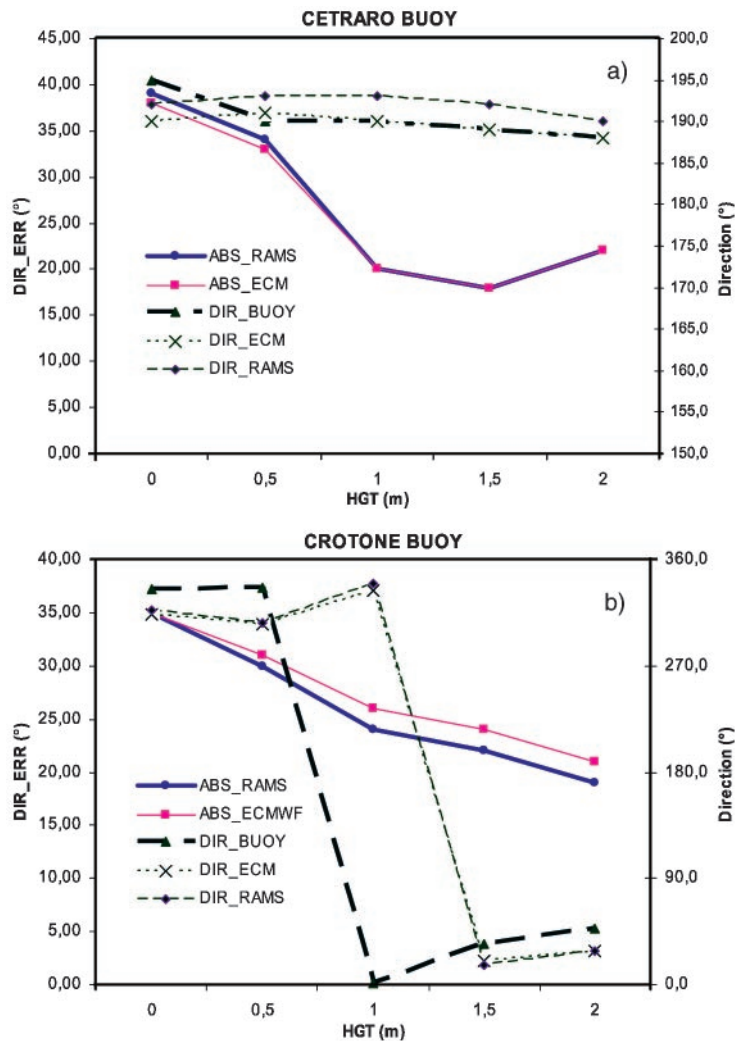 CETRARO BUOY
45,00
40,00
35,00
30,00
25,00
20,00
15,00
10,00
5,00
0,00
DIR_ERR (°)
200,0
195,0
190,0
185,0
180,0
175,0
170,0
165,0
160,0
155,0
150,0
Direction (°)
a)
ABS_RAMS
ABS_ECM
DIR_BUOY
DIR_ECM
DIR_RAMS
0 0,5 1 1,5 2
HGT (m)
CROTONE BUOY
40,00
35,00
30,00
25,00
20,00
15,00
10,00
5,00
0,00
DIR_ERR (°)
360,0
270,0
180,0
90,0
0,0
Direction (°)
b)
ABS_RAMS
ABS_ECMWF
DIR_BUOY
DIR_ECM
DIR_RAMS
0 0,5 1 1,5 2
HGT (m)